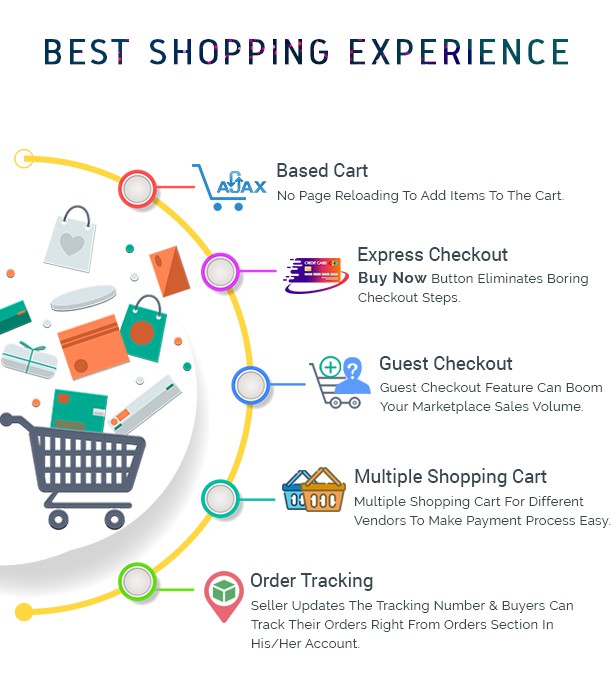 BEST SHOPPING EXPERIENCE
AJAX Based Cart
No Page Reloading To Add Items To The Cart.
CREDIT CARD
Express Checkout
Buy Now Button Eliminates Boring
Checkout Steps.
Guest Checkout
Guest Checkout Feature Can Boom
Your Marketplace Sales Volume.
Multiple Shopping Cart
Multiple Shopping Cart For Different
Vendors To Make Payment Process Easy.
Order Tracking
Seller Updates The Tracking Number & Buyers Can
Track Their Orders Right From Orders Section In
His/Her Account.